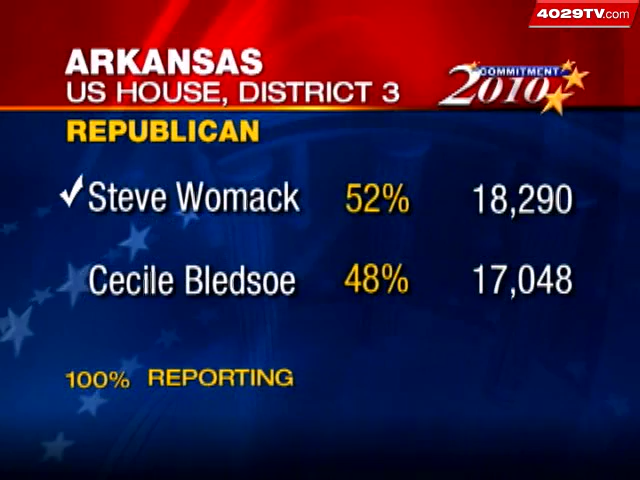 4029TV.com
ARKANSAS
US HOUSE, DISTRICT 3
COMMITMENT
2010
REPUBLICAN
Steve Womack 52% 18,290
Cecile Bledsoe 48% 17,048
100% REPORTING